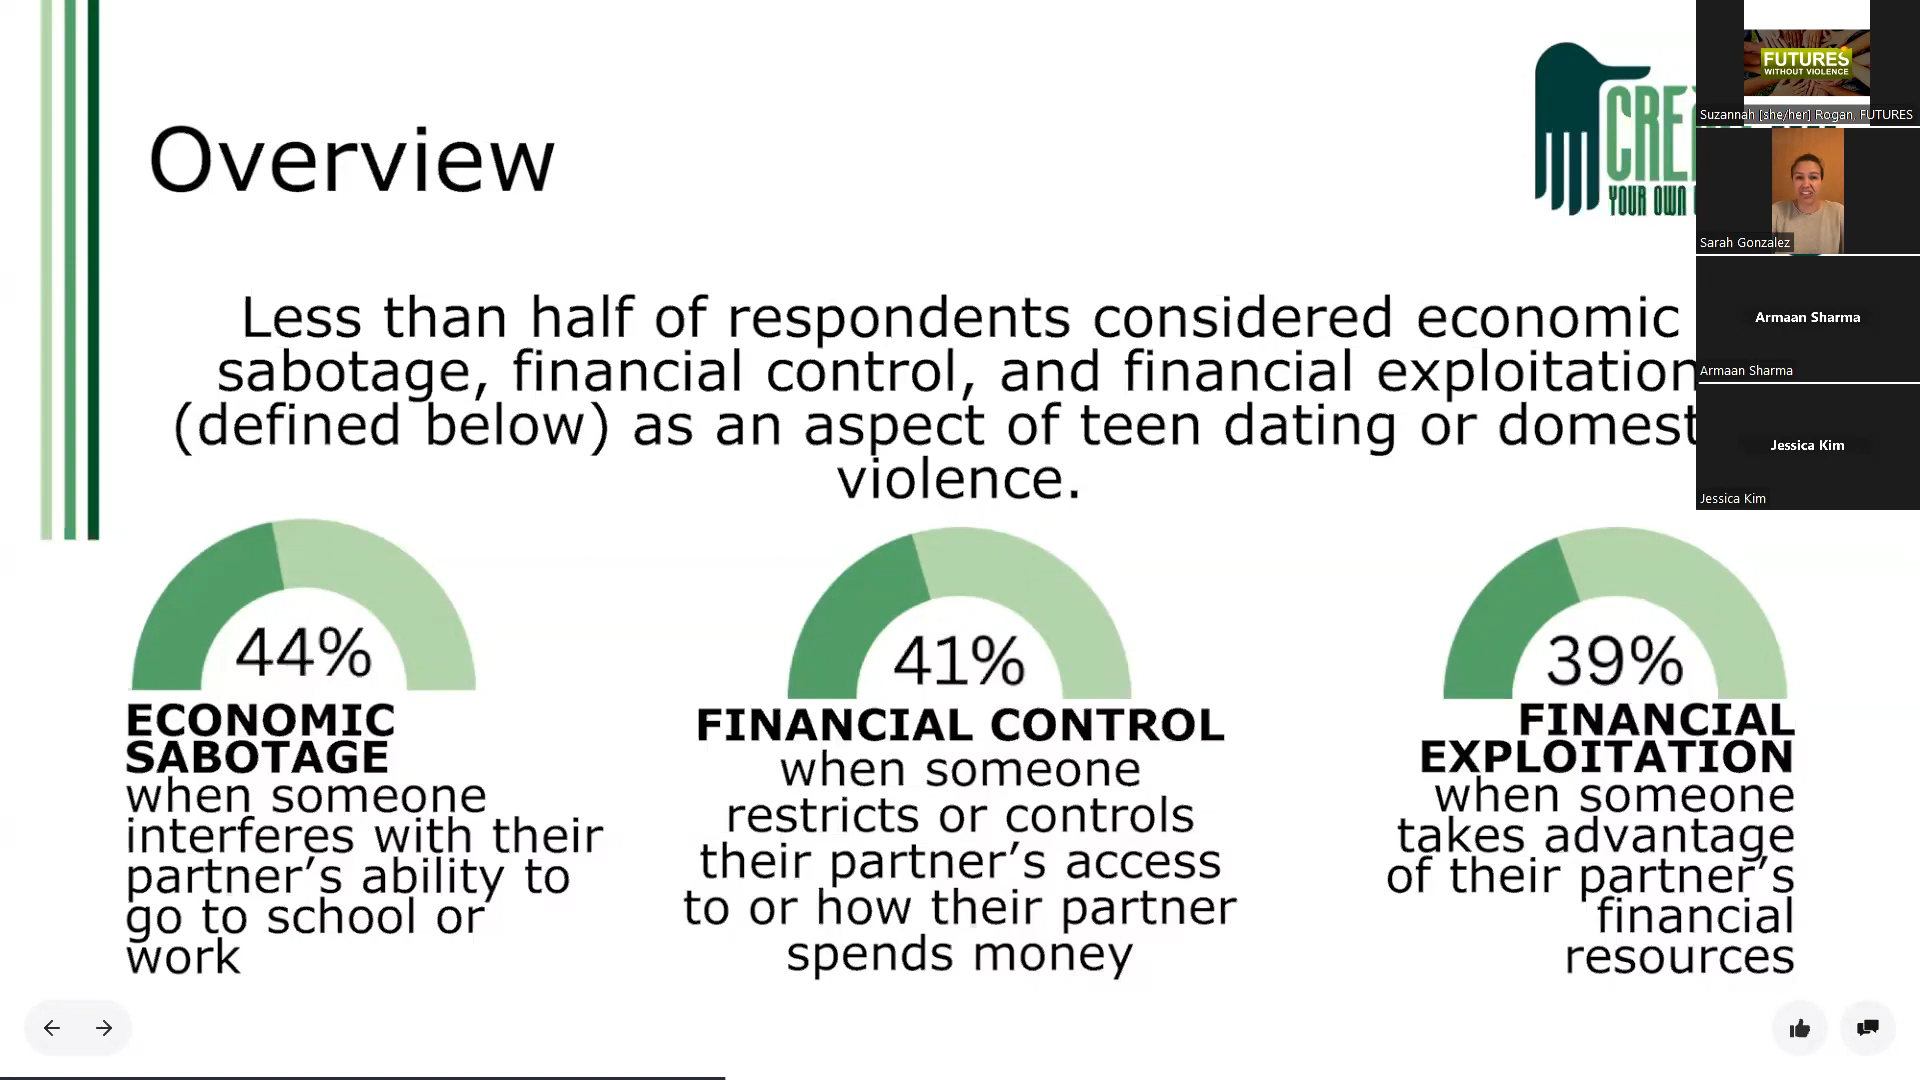 Overview
CRE
YOUR OWN
FUTURES
WITHOUT VIOLENCE
Suzannah [she/her] Rogan, FUTURES
Sarah Gonzalez
Armaan Sharma
Armaan Sharma
Jessica Kim
Jessica Kim
Less than half of respondents considered economic
sabotage, financial control, and financial exploitation
(defined below) as an aspect of teen dating or domest
violence.
44%
ECONOMIC
SABOTAGE
when someone
interferes with their
partner’s ability to
go to school or
work
41%
FINANCIAL CONTROL
when someone
restricts or controls
their partner’s access
to or how their partner
spends money
39%
FINANCIAL
EXPLOITATION
when someone
takes advantage
of their partner’s
financial
resources